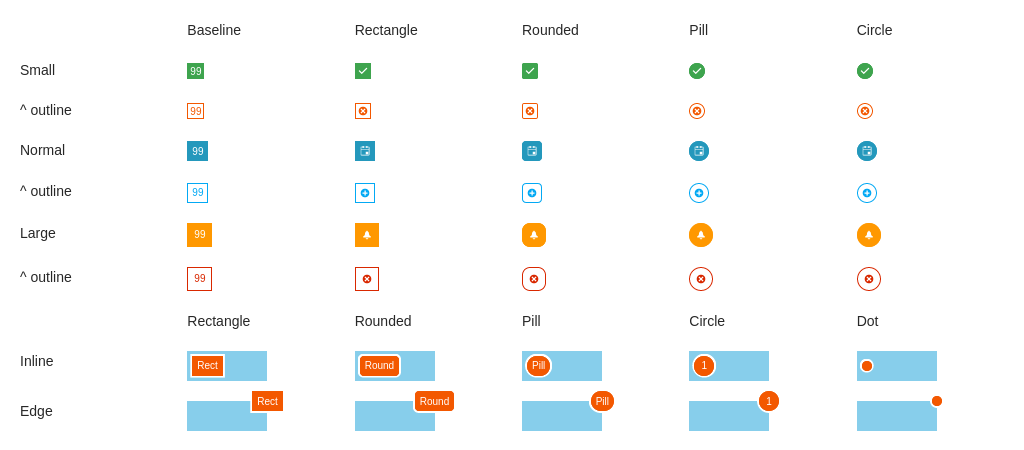 Baseline Rectangle Rounded Pill Circle
Small 99
^ outline 99
Normal 99
^ outline 99
Large 99
^ outline 99
Rectangle Rounded Pill Circle Dot
Inline Rect Round Pill 1
Edge Rect Round Pill 1